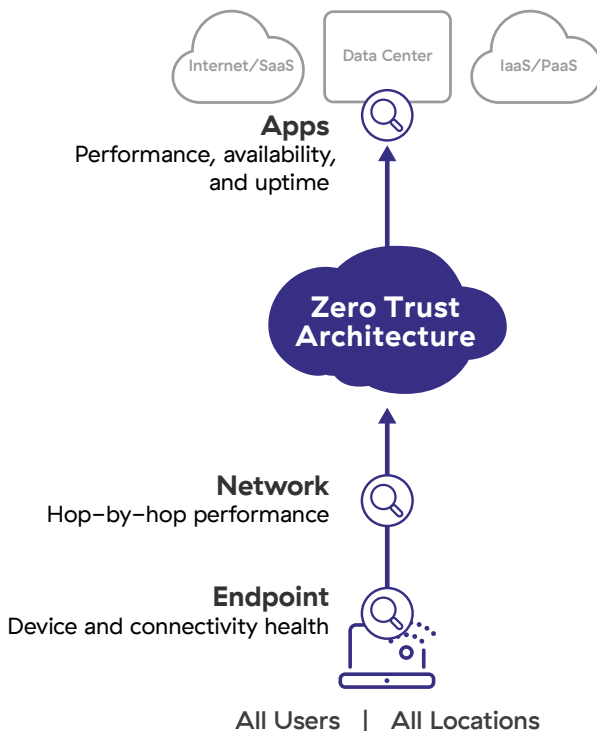 Internet/SaaS
Data Center
IaaS/PaaS
Apps
Performance, availability,
and uptime
Zero Trust
Architecture
Network
Hop-by-hop performance
Endpoint
Device and connectivity health
All Users | All Locations